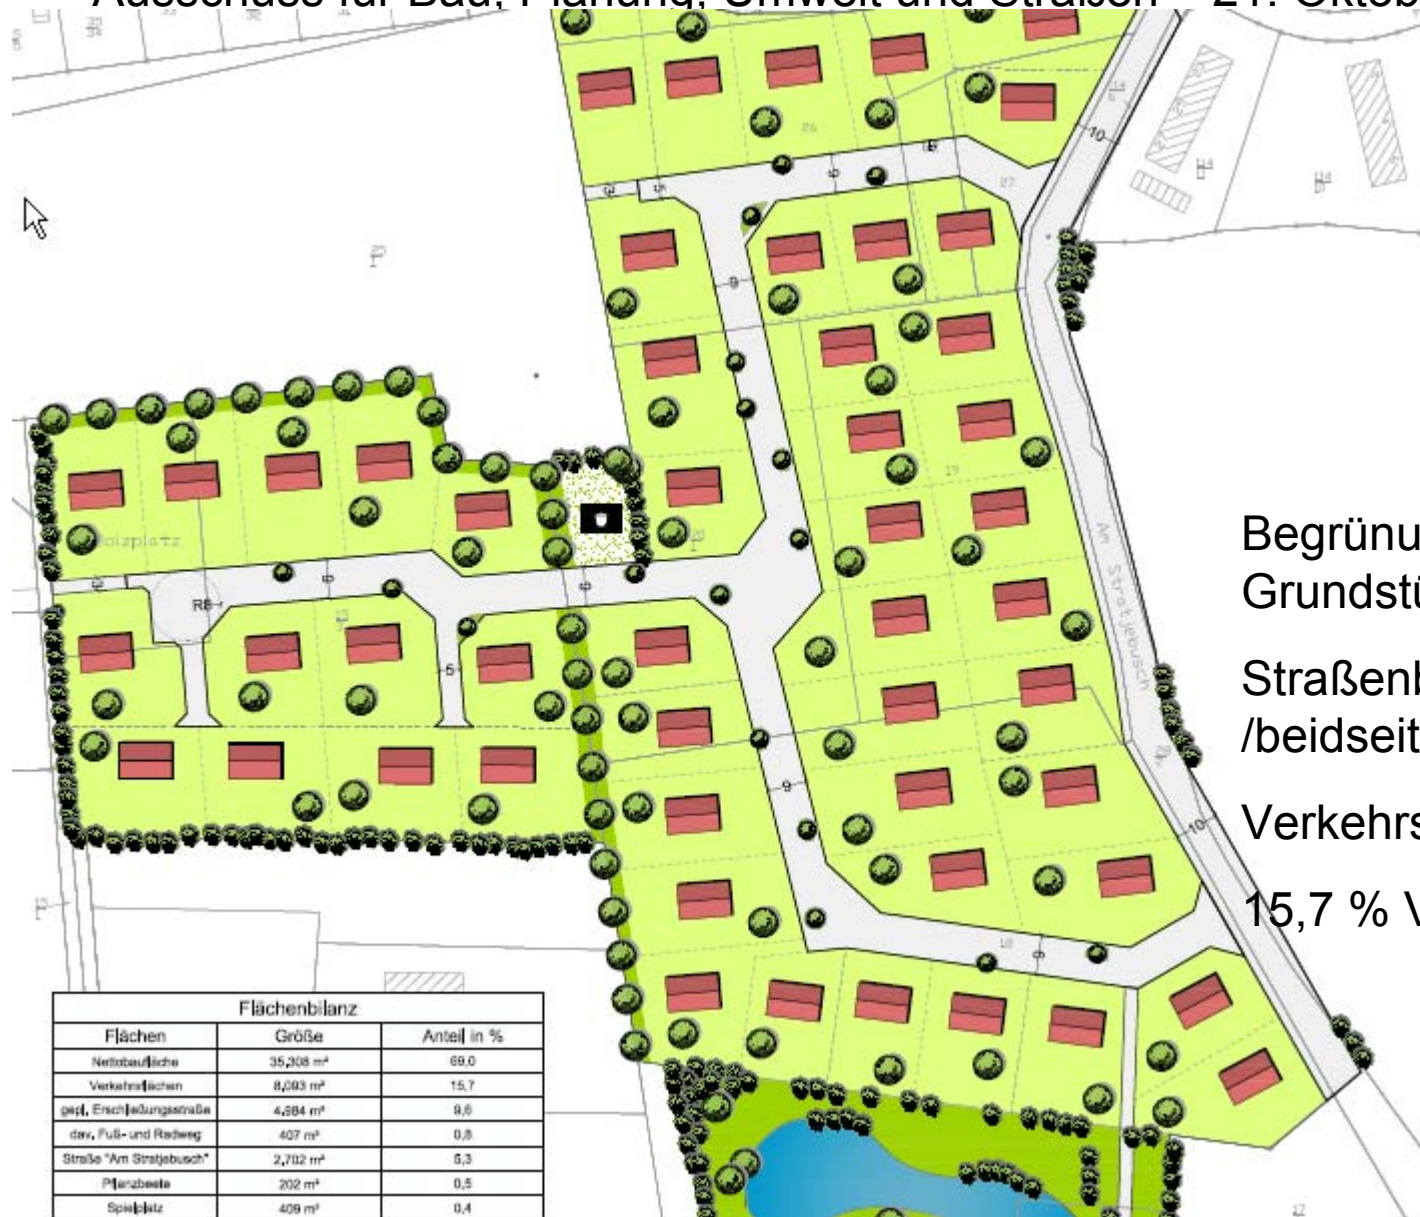 Ausschuss für Bau, Planung, Umwelt und Straßen – 21. Oktob
Am Stratjebusch
Begrünu
Grundstü
Straßenb
/beidseit
Verkehrs
15,7 % V
R8
10
10
Flächenbilanz
Flächen Größe Anteil in %
Nettobaufläche 35,308 m² 69,0
Verkehrsflächen 8,093 m² 15,7
gepl, Erschließungsstraße 4,984 m² 9,6
dav, Fuß- und Radweg 407 m² 0,8
Straße "Am Stratjebusch" 2,702 m² 5,3
Pflanzbeete 202 m² 0,5
Spielplatz 409 m² 0,4